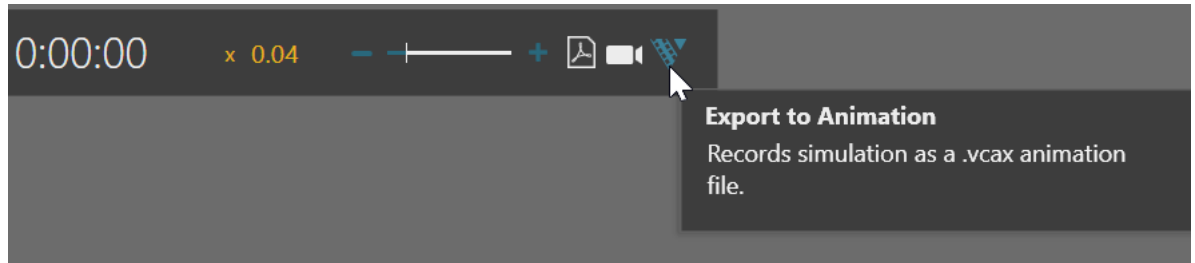 0:00:00 x 0.04
Export to Animation
Records simulation as a .vcax animation
file.